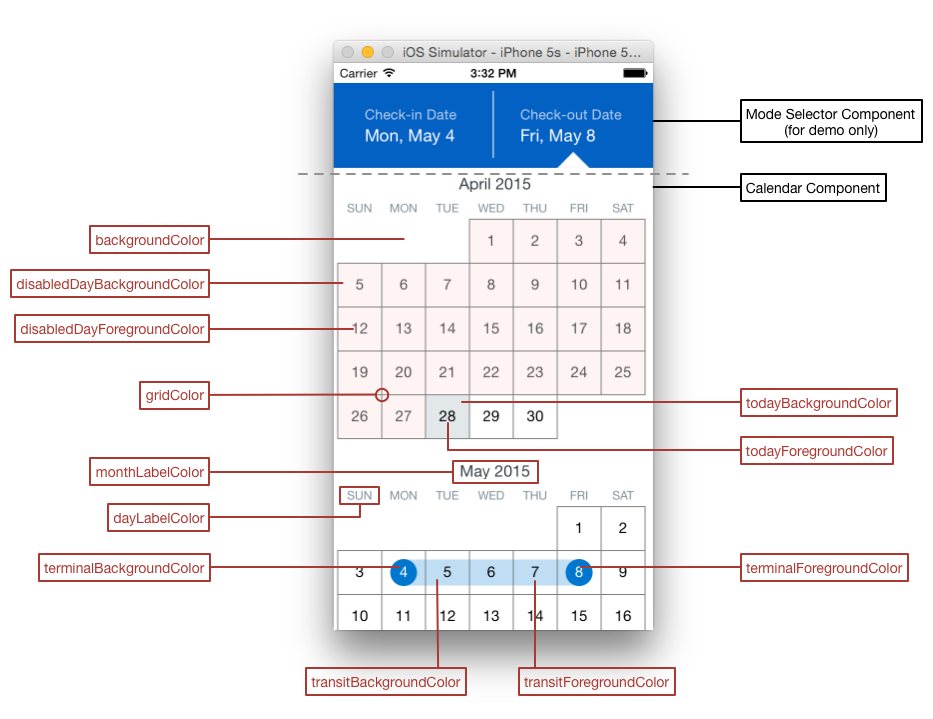 iOS Simulator - iPhone 5s - iPhone 5...
Carrier 3:32 PM
Check-in Date Check-out Date
Mon, May 4 Fri, May 8
Mode Selector Component
(for demo only)
April 2015
Calendar Component
SUN MON TUE WED THU FRI SAT
backgroundColor
1 2 3 4
disabledDayBackgroundColor
5 6 7 8 9 10 11
disabledDayForegroundColor
12 13 14 15 16 17 18
19 20 21 22 23 24 25
gridColor
todayBackgroundColor
26 27 28 29 30
todayForegroundColor
monthLabelColor
May 2015
SUN MON TUE WED THU FRI SAT
dayLabelColor
1 2
terminalBackgroundColor
3 4 5 6 7 8 9
terminalForegroundColor
10 11 12 13 14 15 16
transitBackgroundColor
transitForegroundColor